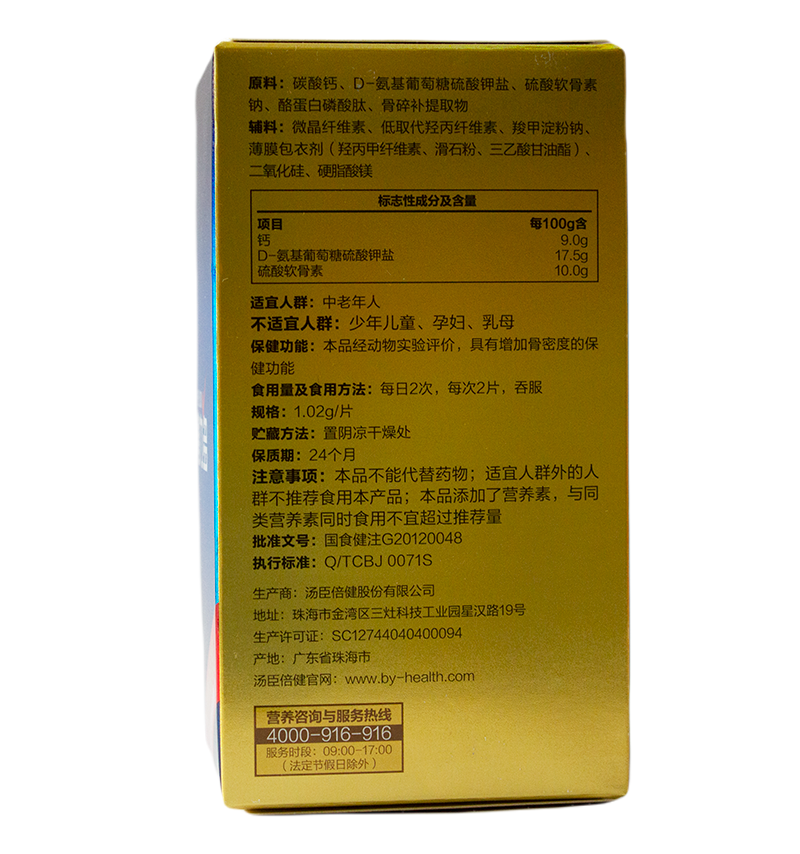 原料：碳酸钙、D-氨基葡萄糖硫酸钾盐、硫酸软骨素
钠、酪蛋白磷酸肽、骨碎补提取物
辅料：微晶纤维素、低取代羟丙纤维素、羧甲淀粉钠、
薄膜包衣剂（羟丙甲纤维素、滑石粉、三乙酸甘油酯）、
二氧化硅、硬脂酸镁
标志性成分及含量
项目 每100g含
钙 9.0g
D-氨基葡萄糖硫酸钾盐 17.5g
硫酸软骨素 10.0g
适宜人群：中老年人
不适宜人群：少年儿童、孕妇、乳母
保健功能：本品经动物实验评价，具有增加骨密度的保
健功能
食用量及食用方法：每日2次，每次2片，吞服
规格：1.02g/片
贮藏方法：置阴凉干燥处
保质期：24个月
注意事项：本品不能代替药物；适宜人群外的人
群不推荐食用本产品；本品添加了营养素，与同
类营养素同时食用不宜超过推荐量
批准文号：国食健注G20120048
执行标准：Q/TCBJ 0071S
生产商：汤臣倍健股份有限公司
地址：珠海市金湾区三灶科技工业园星汉路19号
生产许可证：SC12744040400094
产地：广东省珠海市
汤臣倍健官网：www.by-health.com
营养咨询与服务热线
4000-916-916
服务时段：09:00-17:00
（法定节假日除外）